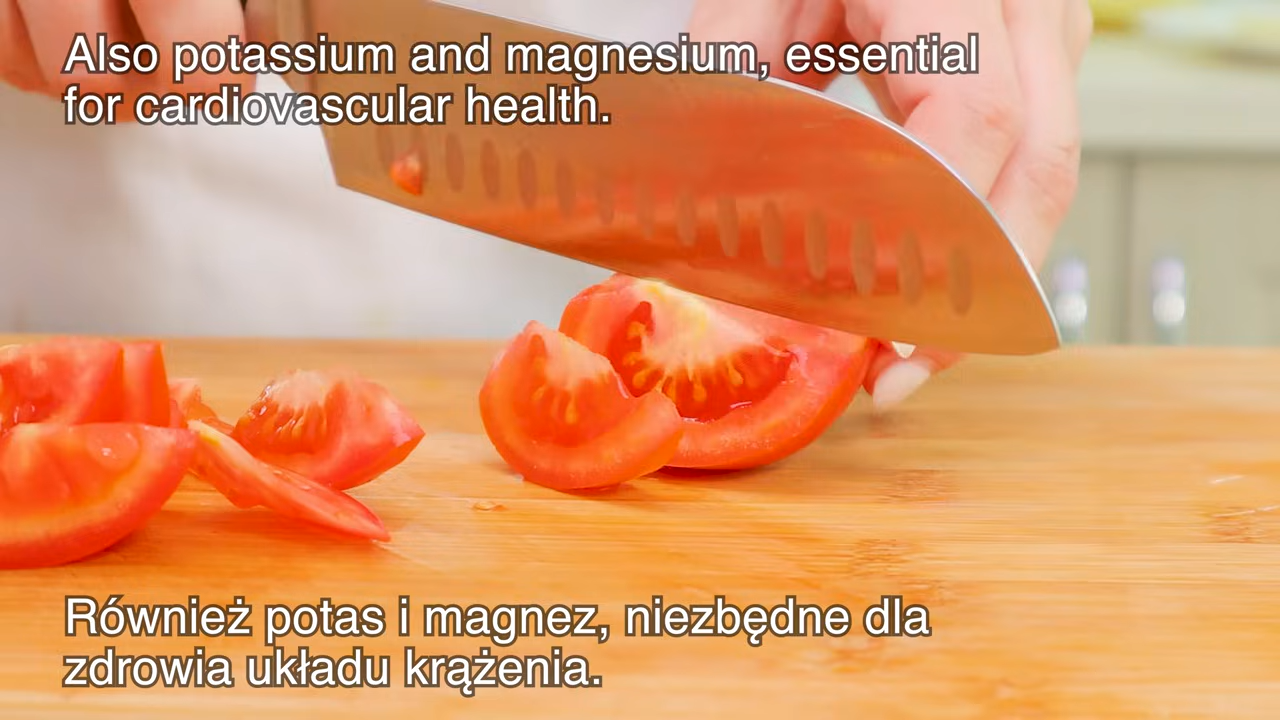 Also potassium and magnesium, essential
for cardiovascular health.
Również potas i magnez, niezbędne dla
zdrowia układu krążenia.